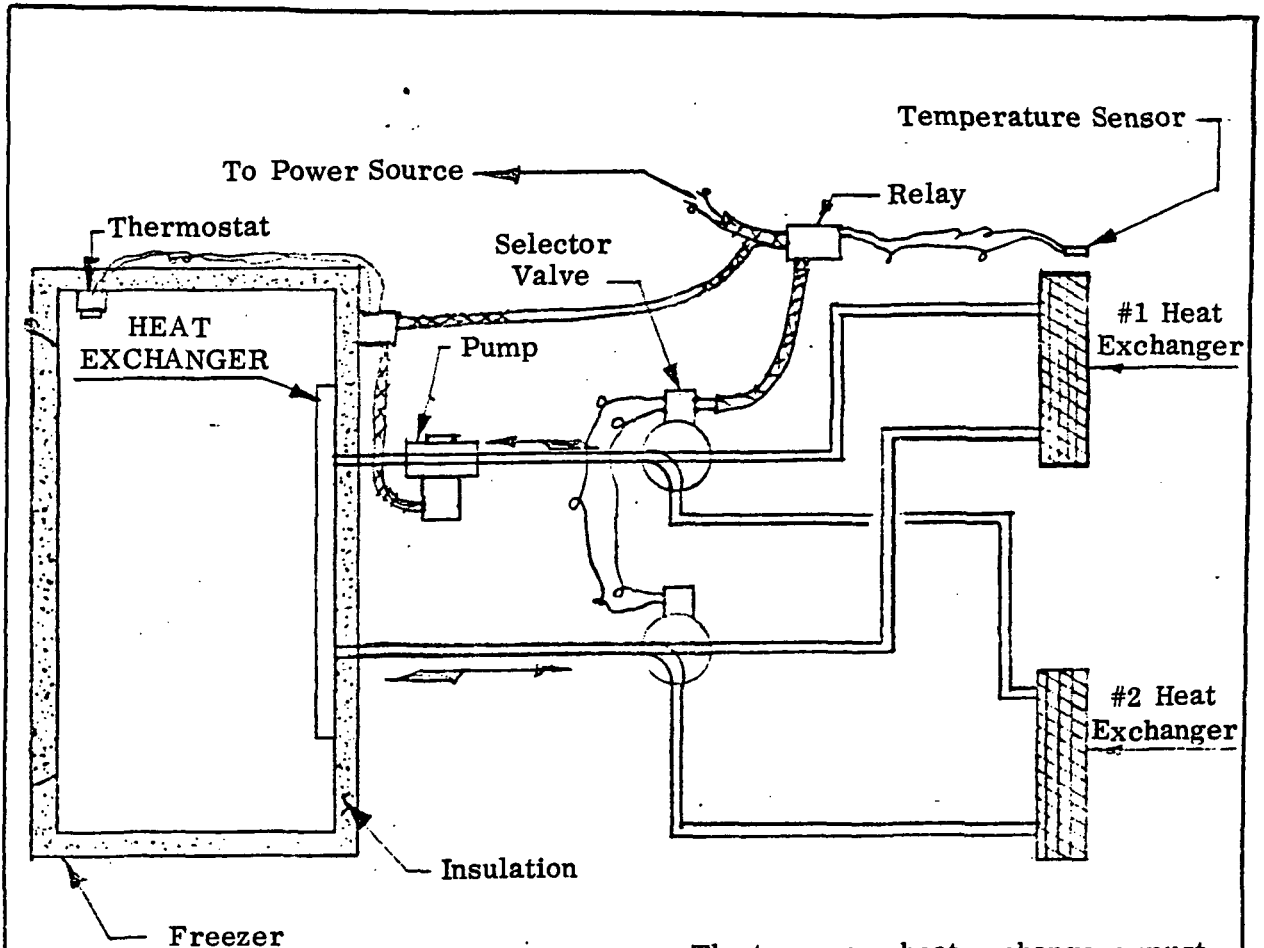 Temperature Sensor
To Power Source
Relay
Thermostat
Selector
Valve
HEAT
EXCHANGER
Pump
#1 Heat
Exchanger
#2 Heat
Exchanger
Insulation
Freezer